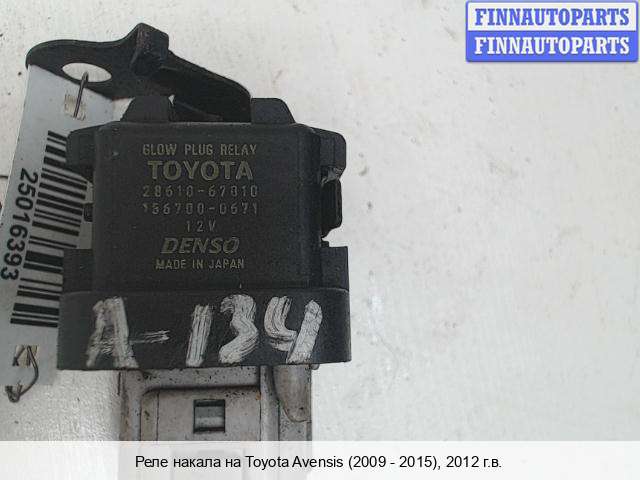 FINNAUTOPARTS
FINNAUTOPARTS
GLOW PLUG RELAY
TOYOTA
28610-67010
156700-0671
12V
DENSO
MADE IN JAPAN
A-134
25016393
Реле накала на Toyota Avensis (2009 - 2015), 2012 г.в.